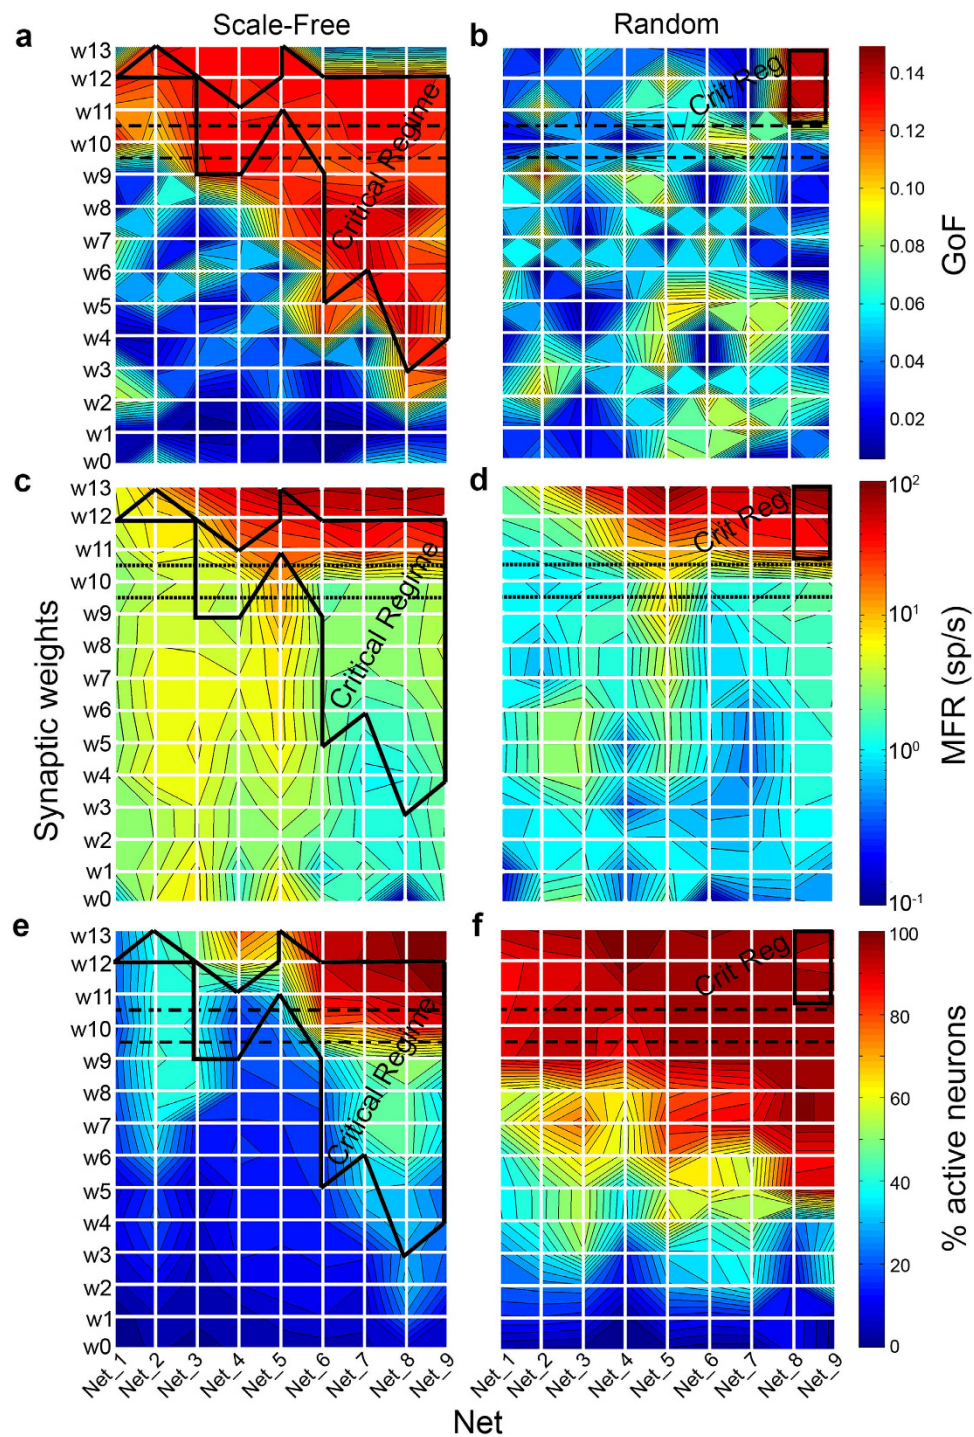 Scale-Free
Random
a
b
w13
w12
w11
w10
w9
w8
w7
w6
w5
w4
w3
w2
w1
w0
Critical Regime
Crit Reg
0.14
0.12
0.10
0.08
0.06
0.04
0.02
GoF
c
d
w13
w12
w11
w10
w9
w8
w7
w6
w5
w4
w3
w2
w1
w0
Synaptic weights
Critical Regime
Crit Reg
10²
10¹
10⁰
10⁻¹
MFR (sp/s)
e
f
w13
w12
w11
w10
w9
w8
w7
w6
w5
w4
w3
w2
w1
w0
Critical Regime
Crit Reg
100
80
60
40
20
0
% active neurons
Net_1
Net_2
Net_3
Net_4
Net_5
Net_6
Net_7
Net_8
Net_9
Net_1
Net_2
Net_3
Net_4
Net_5
Net_6
Net_7
Net_8
Net_9
Net